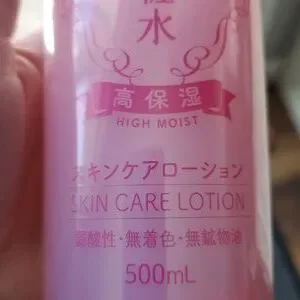 水
高保湿
HIGH MOIST
スキンケアローション
SKIN CARE LOTION
弱酸性・無着色・無鉱物油
500mL